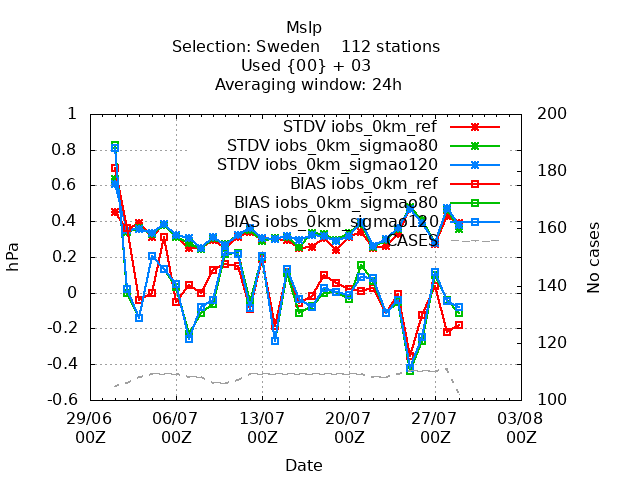 Mslp
Selection: Sweden    112 stations
Used {00} + 03
Averaging window: 24h
1
0.8
0.6
0.4
0.2
0
-0.2
-0.4
-0.6
hPa
200
180
160
140
120
100
No cases
STDV iobs_0km_ref
STDV iobs_0km_sigmao80
STDV iobs_0km_sigmao120
BIAS iobs_0km_ref
BIAS iobs_0km_sigmao80
BIAS iobs_0km_sigmao120
CASES
29/06 06/07 13/07 20/07 27/07 03/08
00Z 00Z 00Z 00Z 00Z 00Z
Date